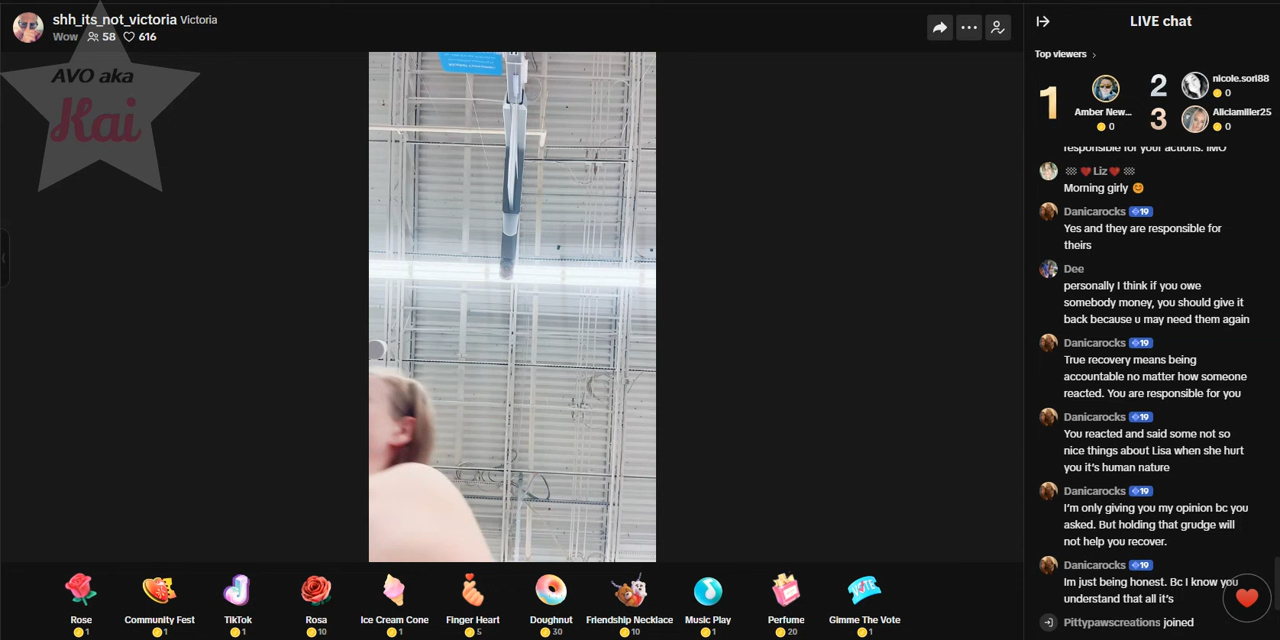 shh_its_not_victoria Victoria
Wow 58 616
AVO aka
Kai
LIVE chat
Top viewers
1
Amber New...
0
2
nicole.sorl88
0
3
Aliciamiller25
0
responsible for your actions. IMO
Liz
Morning girly
Danicarocks 19
Yes and they are responsible for
theirs
Dee
personally I think if you owe
somebody money, you should give it
back because u may need them again
Danicarocks 19
True recovery means being
accountable no matter how someone
reacted. You are responsible for you
Danicarocks 19
You reacted and said some not so
nice things about Lisa when she hurt
you it's human nature
Danicarocks 19
I'm only giving you my opinion bc you
asked. But holding that grudge will
not help you recover.
Danicarocks 19
Im just being honest. Bc I know you
understand that all it's
Pittypawscreations joined
Rose
1
Community Fest
1
TikTok
1
Rosa
10
Ice Cream Cone
1
Finger Heart
5
Doughnut
30
Friendship Necklace
10
Music Play
1
Perfume
20
VOTE
Gimme The Vote
1